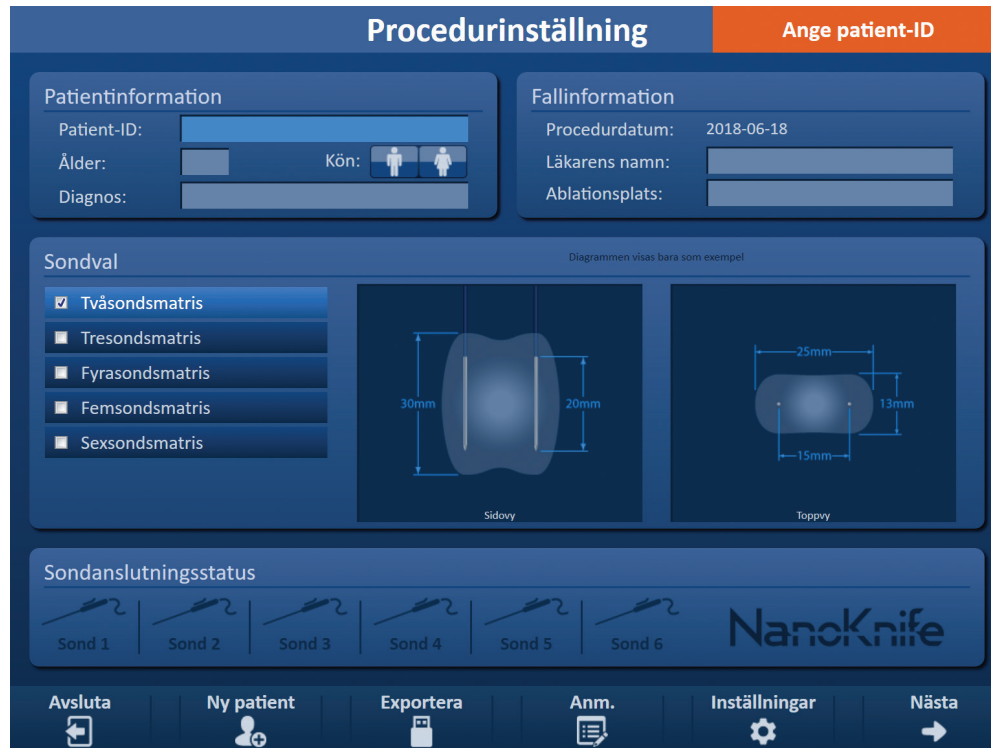 Procedurinställning
Ange patient-ID
Patientinformation
Patient-ID:
Ålder:
Kön:
Diagnos:
Fallinformation
Procedurdatum: 2018-06-18
Läkarens namn:
Ablationsplats:
Sondval
Diagrammen visas bara som exempel
Tvåsondsmatris
Tresondsmatris
Fyrasondsmatris
Femsondsmatris
Sexsondsmatris
30mm
20mm
Sidovy
25mm
13mm
15mm
Toppvy
Sondanslutningsstatus
Sond 1
Sond 2
Sond 3
Sond 4
Sond 5
Sond 6
NanoKnife
Avsluta
Ny patient
Exportera
Anm.
Inställningar
Nästa